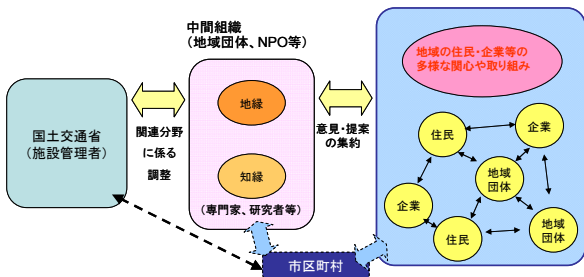 中間組織
(地域団体、NPO等)
国土交通省
(施設管理者)
関連分野
に係る
調整
地縁
知縁
(専門家、研究者等)
意見・提案
の集約
地域の住民・企業等の
多様な関心や取り組み
住民
企業
地域
団体
企業
住民
地域
団体
市区町村